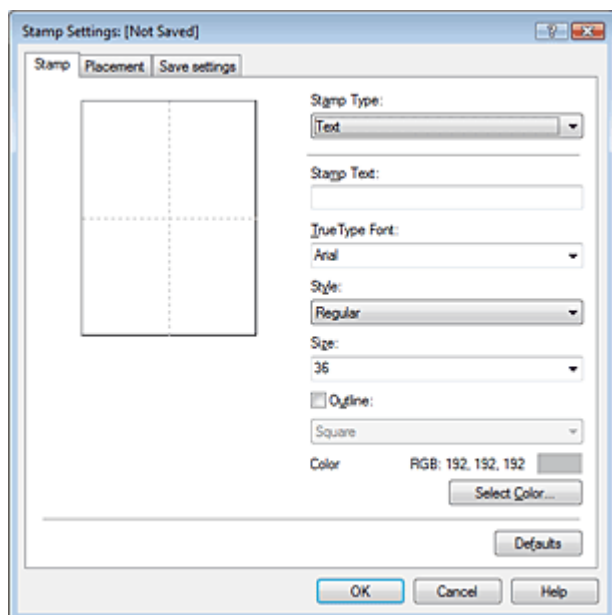 Stamp Settings: [Not Saved]
Stamp Placement Save settings
Stamp Type:
Text
Stamp Text:
TrueType Font:
Arial
Style:
Regular
Size:
36
Outline:
Square
Color RGB: 192, 192, 192
Select Color...
Defaults
OK Cancel Help